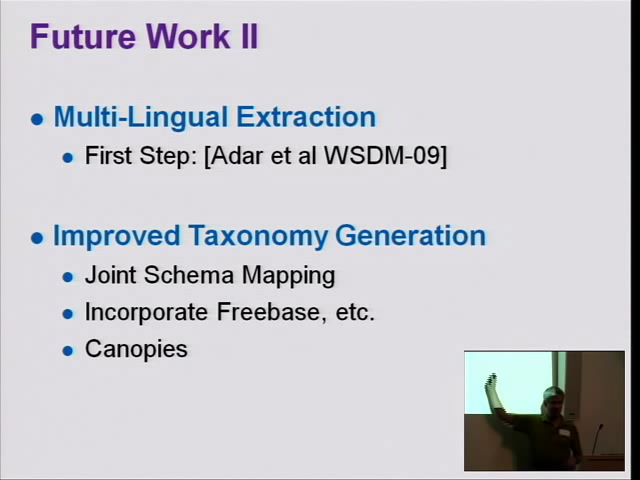 Future Work II
Multi-Lingual Extraction
First Step: [Adar et al WSDM-09]
Improved Taxonomy Generation
Joint Schema Mapping
Incorporate Freebase, etc.
Canopies